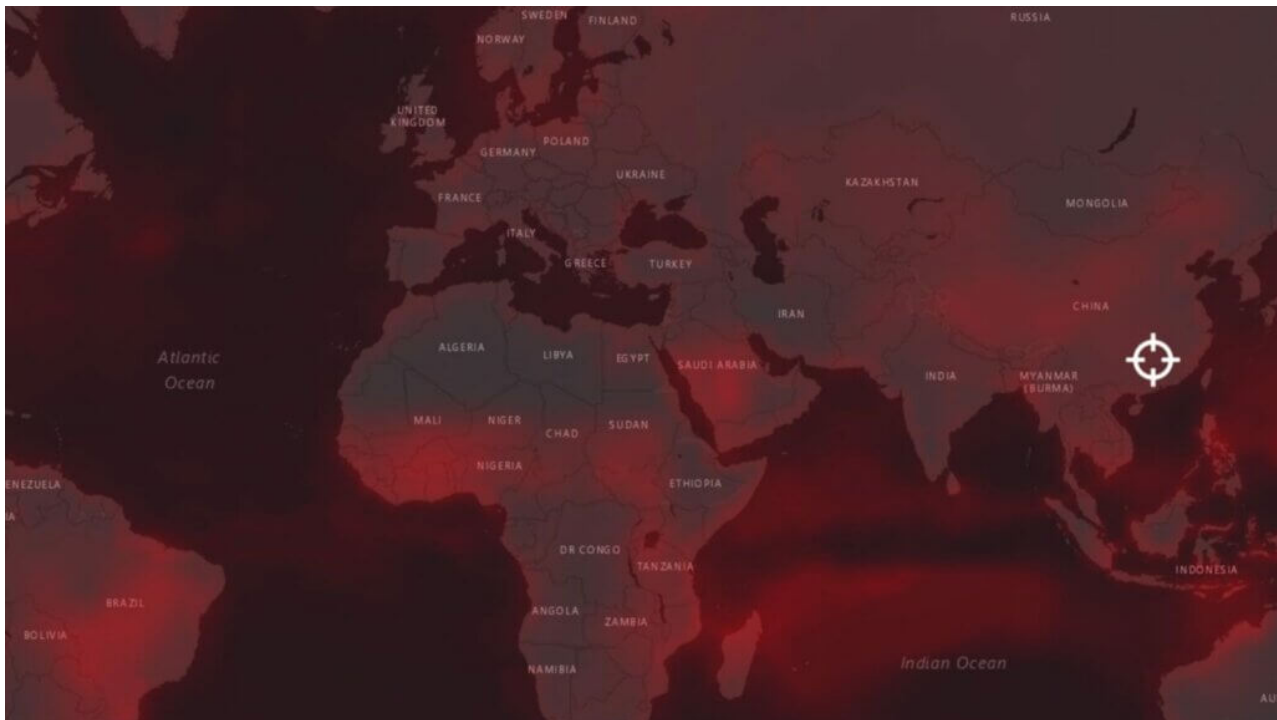 SWEDEN
FINLAND
RUSSIA
NORWAY
UNITED
KINGDOM
POLAND
GERMANY
UKRAINE
KAZAKHSTAN
FRANCE
MONGOLIA
ITALY
GREECE
TURKEY
CHINA
IRAN
ALGERIA
LIBYA
EGYPT
SAUDI ARABIA
Atlantic
Ocean
INDIA
MYANMAR
(BURMA)
MALI
NIGER
CHAD
SUDAN
NIGERIA
ETHIOPIA
ENEZUELA
IA
DR CONGO
TANZANIA
INDONESIA
BRAZIL
ANGOLA
ZAMBIA
BOLIVIA
Indian Ocean
NAMIBIA
AU